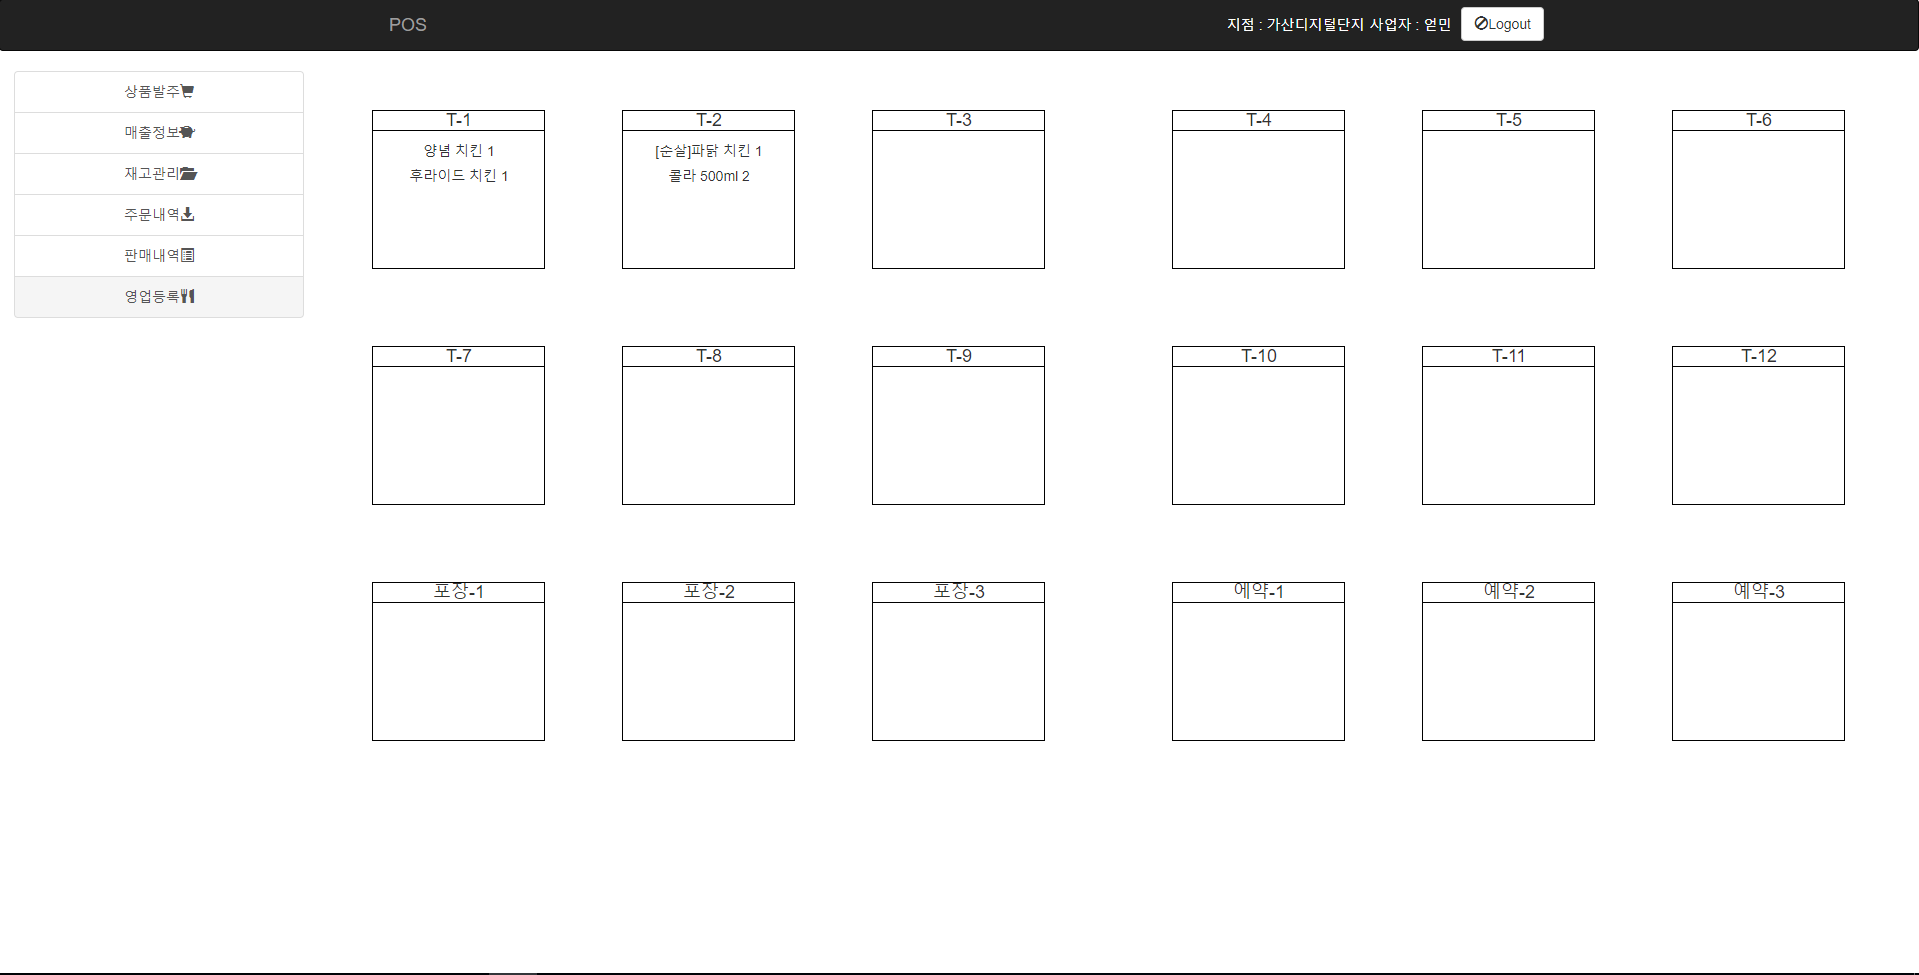 POS
지점 : 가산디지털단지 사업자 : 얻민
Logout
상품발주
매출정보
재고관리
주문내역
판매내역
영업등록
T-1
양념 치킨 1
후라이드 치킨 1
T-2
[순살]파닭 치킨 1
콜라 500ml 2
T-3
T-4
T-5
T-6
T-7
T-8
T-9
T-10
T-11
T-12
포장-1
포장-2
포장-3
에약-1
예약-2
예약-3